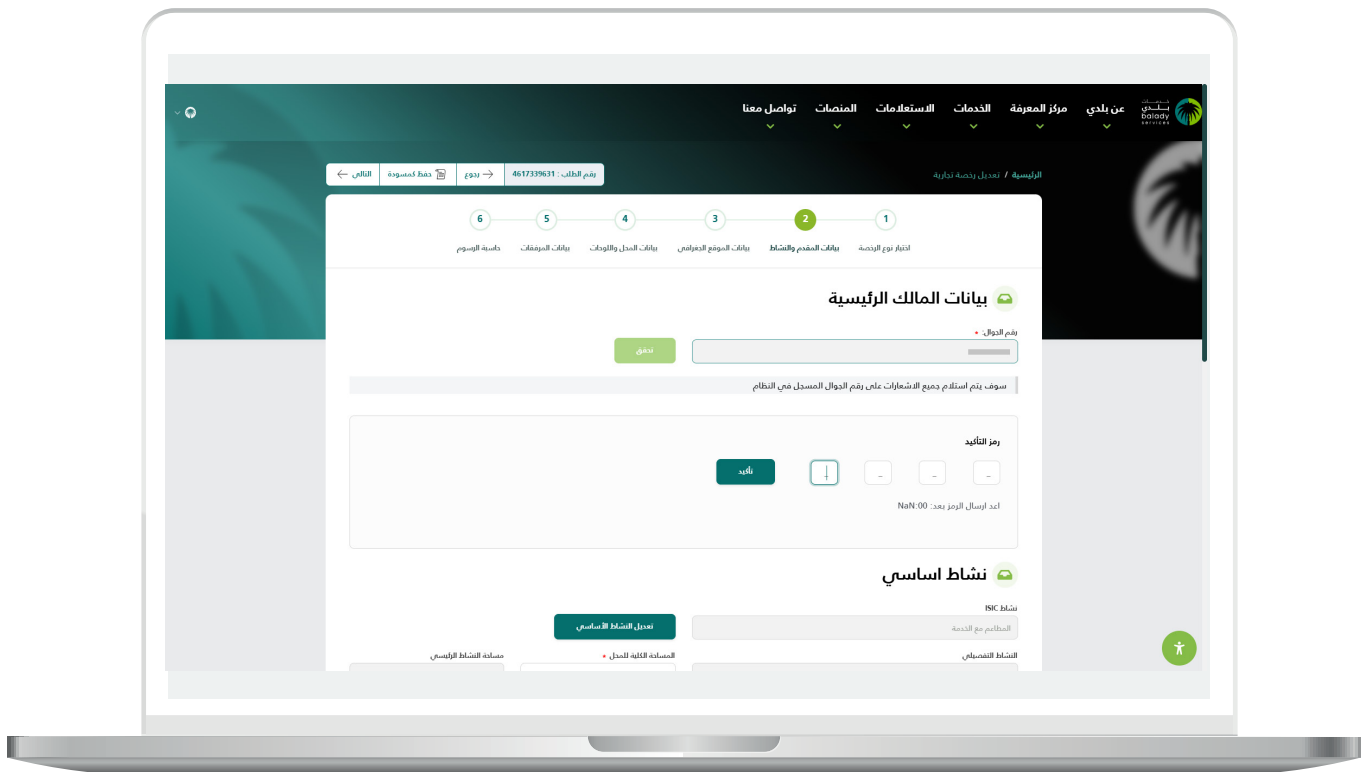 خدمات
بـلـــدي
balady
services
عن بلدي
مركز المعرفة
الخدمات
الاستعلامات
المنصات
تواصل معنا
الرئيسية / تعديل رخصة تجارية
رقم الطلب : 4617339631
رجوع
حفظ كمسودة
التالي
1
2
3
4
5
6
اختيار نوع الرخصة
بيانات المقدم والنشاط
بيانات الموقع الجغرافي
بيانات المحل واللوحات
بيانات المرفقات
حاسبة الرسوم
بيانات المالك الرئيسية
رقم الجوال: *
تحقق
سوف يتم استلام جميع الاشعارات على رقم الجوال المسجل في النظام
رمز التأكيد
_ _ _ _
تأكيد
اعد ارسال الرمز بعد: NaN:00
نشاط اساسي
نشاط ISIC
المطاعم مع الخدمة
تعديل النشاط الأساسي
النشاط التفصيلي
المساحة الكلية للمحل *
مساحة النشاط الرئيسي